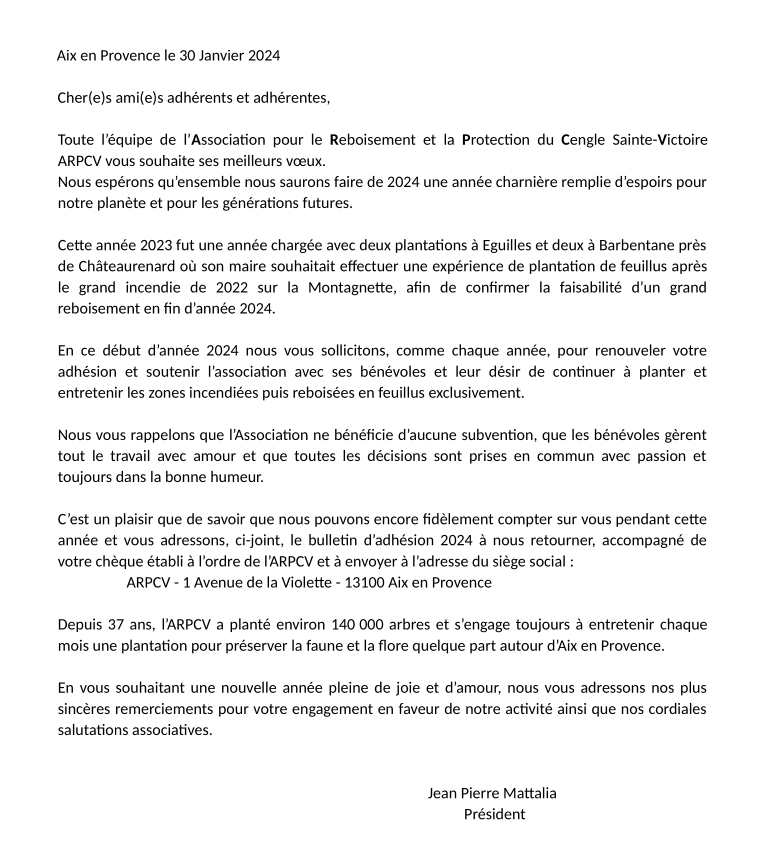 Aix en Provence le 30 Janvier 2024
Cher(e)s ami(e)s adhérents et adhérentes,
Toute l’équipe de l’Association pour le Reboisement et la Protection du Cengle Sainte-Victoire
ARPCV vous souhaite ses meilleurs vœux.
Nous espérons qu’ensemble nous saurons faire de 2024 une année charnière remplie d’espoirs pour
notre planète et pour les générations futures.
Cette année 2023 fut une année chargée avec deux plantations à Eguilles et deux à Barbentane près
de Châteaurenard où son maire souhaitait effectuer une expérience de plantation de feuillus après
le grand incendie de 2022 sur la Montagnette, afin de confirmer la faisabilité d’un grand
reboisement en fin d’année 2024.
En ce début d’année 2024 nous vous sollicitons, comme chaque année, pour renouveler votre
adhésion et soutenir l’association avec ses bénévoles et leur désir de continuer à planter et
entretenir les zones incendiées puis reboisées en feuillus exclusivement.
Nous vous rappelons que l’Association ne bénéficie d’aucune subvention, que les bénévoles gèrent
tout le travail avec amour et que toutes les décisions sont prises en commun avec passion et
toujours dans la bonne humeur.
C’est un plaisir que de savoir que nous pouvons encore fidèlement compter sur vous pendant cette
année et vous adressons, ci-joint, le bulletin d’adhésion 2024 à nous retourner, accompagné de
votre chèque établi à l’ordre de l’ARPCV et à envoyer à l’adresse du siège social :
ARPCV - 1 Avenue de la Violette - 13100 Aix en Provence
Depuis 37 ans, l’ARPCV a planté environ 140 000 arbres et s’engage toujours à entretenir chaque
mois une plantation pour préserver la faune et la flore quelque part autour d’Aix en Provence.
En vous souhaitant une nouvelle année pleine de joie et d’amour, nous vous adressons nos plus
sincères remerciements pour votre engagement en faveur de notre activité ainsi que nos cordiales
salutations associatives.
Jean Pierre Mattalia
Président